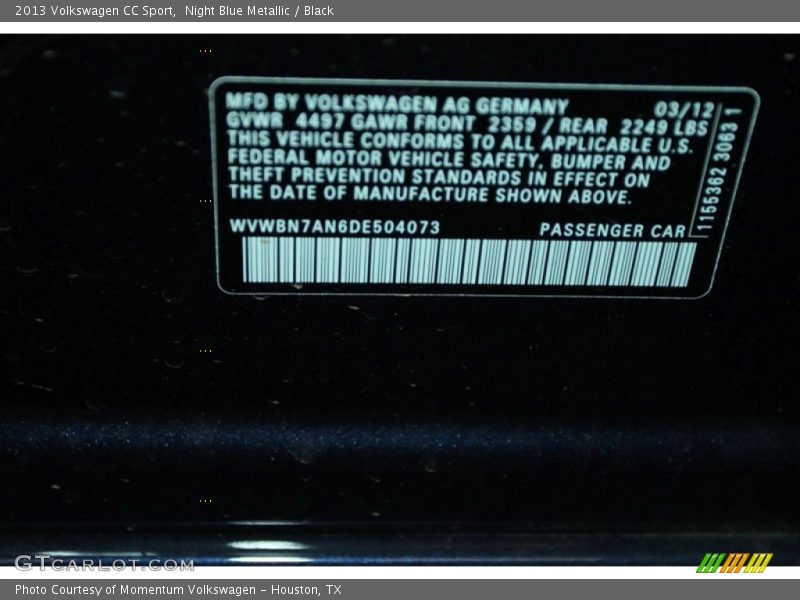 2013 Volkswagen CC Sport,  Night Blue Metallic / Black
MFD BY VOLKSWAGEN AG GERMANY 03/12
GVWR 4497 GAWR FRONT 2359 / REAR 2249 LBS
THIS VEHICLE CONFORMS TO ALL APPLICABLE U.S.
FEDERAL MOTOR VEHICLE SAFETY, BUMPER AND
THEFT PREVENTION STANDARDS IN EFFECT ON
THE DATE OF MANUFACTURE SHOWN ABOVE.
WVWBN7AN6DE504073 PASSENGER CAR
1155362 30631
GTCARLOT.COM
Photo Courtesy of Momentum Volkswagen - Houston, TX